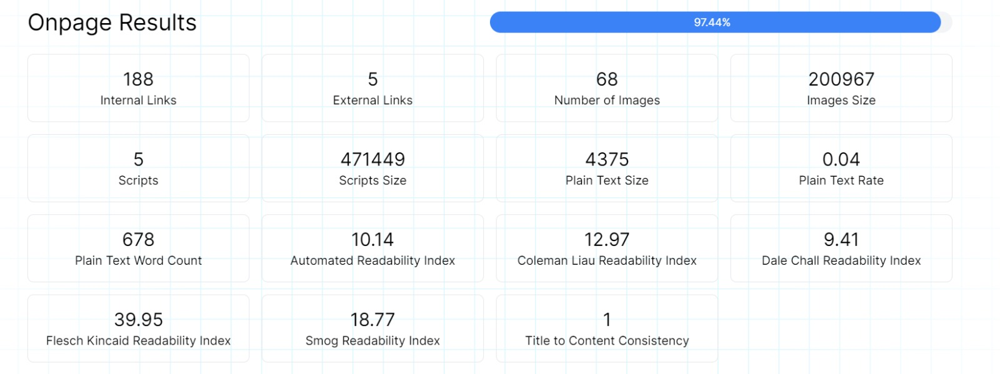 Onpage Results
97.44%
188
Internal Links
5
External Links
68
Number of Images
200967
Images Size
5
Scripts
471449
Scripts Size
4375
Plain Text Size
0.04
Plain Text Rate
678
Plain Text Word Count
10.14
Automated Readability Index
12.97
Coleman Liau Readability Index
9.41
Dale Chall Readability Index
39.95
Flesch Kincaid Readability Index
18.77
Smog Readability Index
1
Title to Content Consistency